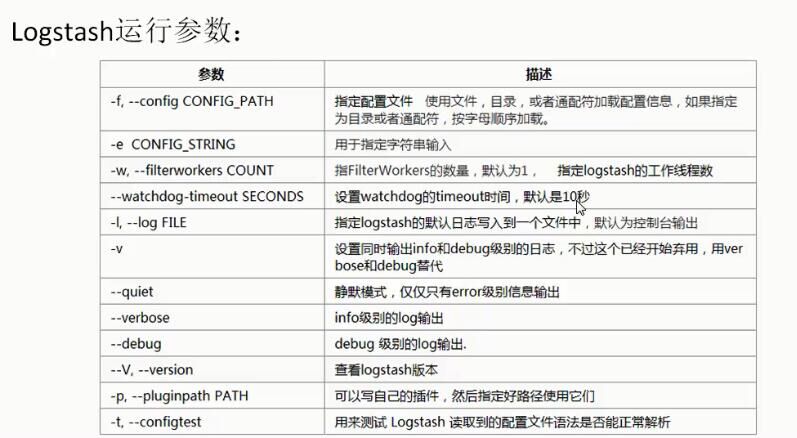 Logstash运行参数：
参数 描述
-f, --config CONFIG_PATH 指定配置文件 使用文件，目录，或者通配符加载配置信息，如果指定
为目录或者通配符，按字母顺序加载。
-e CONFIG_STRING 用于指定字符串输入
-w, --filterworkers COUNT 指FilterWorkers的数量，默认为1， 指定logstash的工作线程数
--watchdog-timeout SECONDS 设置watchdog的timeout时间，默认是10秒
-l, --log FILE 指定logstash的默认日志写入到一个文件中，默认为控制台输出
-v 设置同时输出info和debug级别的日志，不过这个已经开始弃用，用ver
bose和debug替代
--quiet 静默模式，仅仅只有error级别信息输出
--verbose info级别的log输出
--debug debug 级别的log输出.
--V, --version 查看logstash版本
-p, --pluginpath PATH 可以写自己的插件，然后指定好路径使用它们
-t, --configtest 用来测试 Logstash 读取到的配置文件语法是否能正常解析